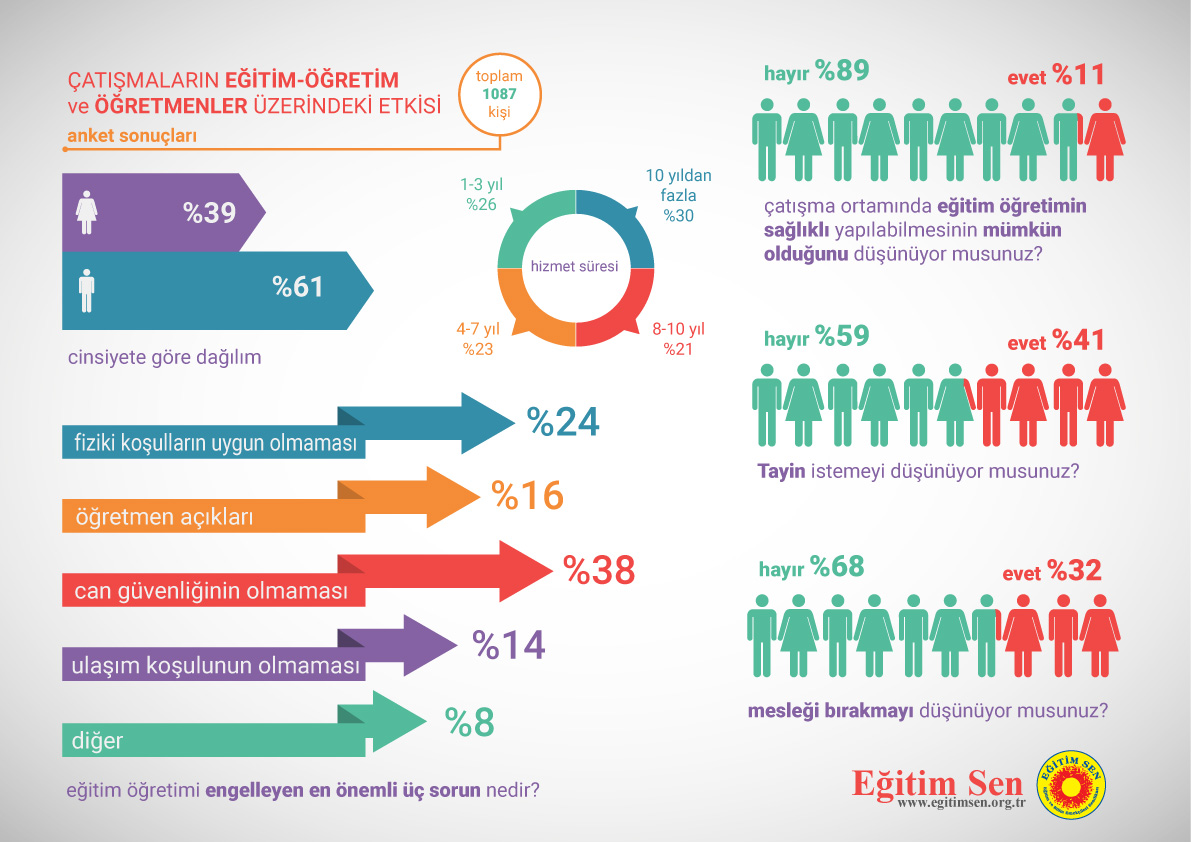 ÇATIŞMALARIN EĞİTİM-ÖĞRETİM
ve ÖĞRETMENLER ÜZERİNDEKİ ETKİSİ
anket sonuçları
toplam
1087
kişi
%39
%61
cinsiyete göre dağılım
1-3 yıl
%26
10 yıldan
fazla
%30
hizmet süresi
4-7 yıl
%23
8-10 yıl
%21
fiziki koşulların uygun olmaması
%24
öğretmen açıkları
%16
can güvenliğinin olmaması
%38
ulaşım koşulunun olmaması
%14
diğer
%8
eğitim öğretimi engelleyen en önemli üç sorun nedir?
hayır %89
evet %11
çatışma ortamında eğitim öğretimin
sağlıklı yapılabilmesinin mümkün
olduğunu düşünüyor musunuz?
hayır %59
evet %41
Tayin istemeyi düşünüyor musunuz?
hayır %68
evet %32
mesleği bırakmayı düşünüyor musunuz?
Eğitim Sen
www.egitimsen.org.tr
EĞİTİM SEN